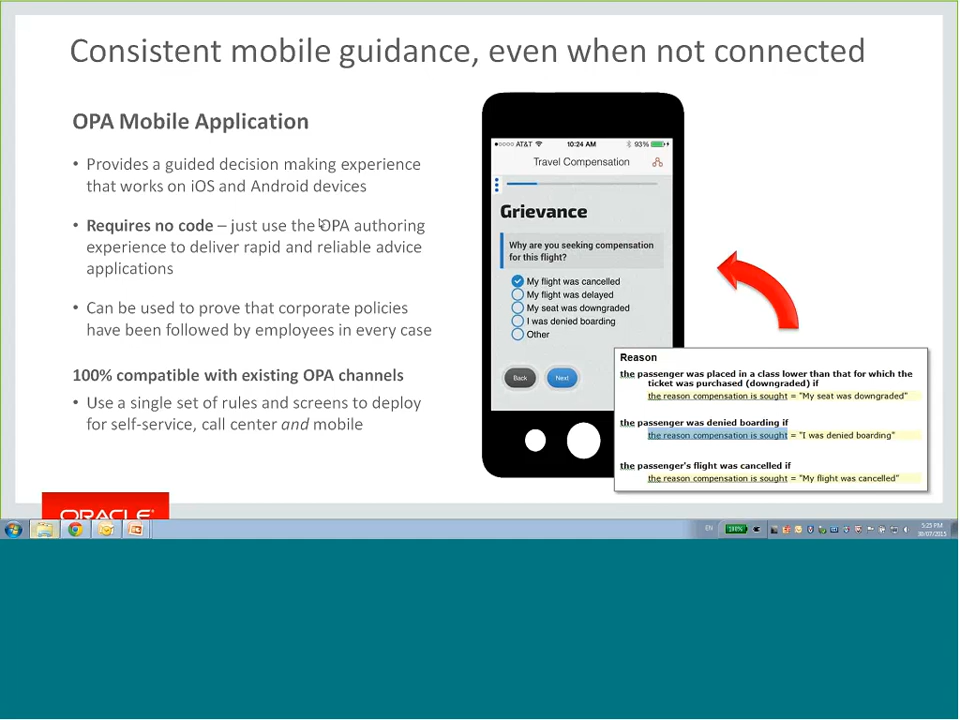 Consistent mobile guidance, even when not connected
OPA Mobile Application
• Provides a guided decision making experience
that works on iOS and Android devices
• Requires no code – just use the OPA authoring
experience to deliver rapid and reliable advice
applications
• Can be used to prove that corporate policies
have been followed by employees in every case
100% compatible with existing OPA channels
• Use a single set of rules and screens to deploy
for self-service, call center and mobile
AT&T 10:24 AM 93%
Travel Compensation
Grievance
Why are you seeking compensation
for this flight?
My flight was cancelled
My flight was delayed
My seat was downgraded
I was denied boarding
Other
Back Next
Reason
the passenger was placed in a class lower than that for which the
ticket was purchased (downgraded) if
the reason compensation is sought = "My seat was downgraded"
the passenger was denied boarding if
the reason compensation is sought = "I was denied boarding"
the passenger's flight was cancelled if
the reason compensation is sought = "My flight was cancelled"
ORACLE
EN 100% 5:23 PM
30/07/2015